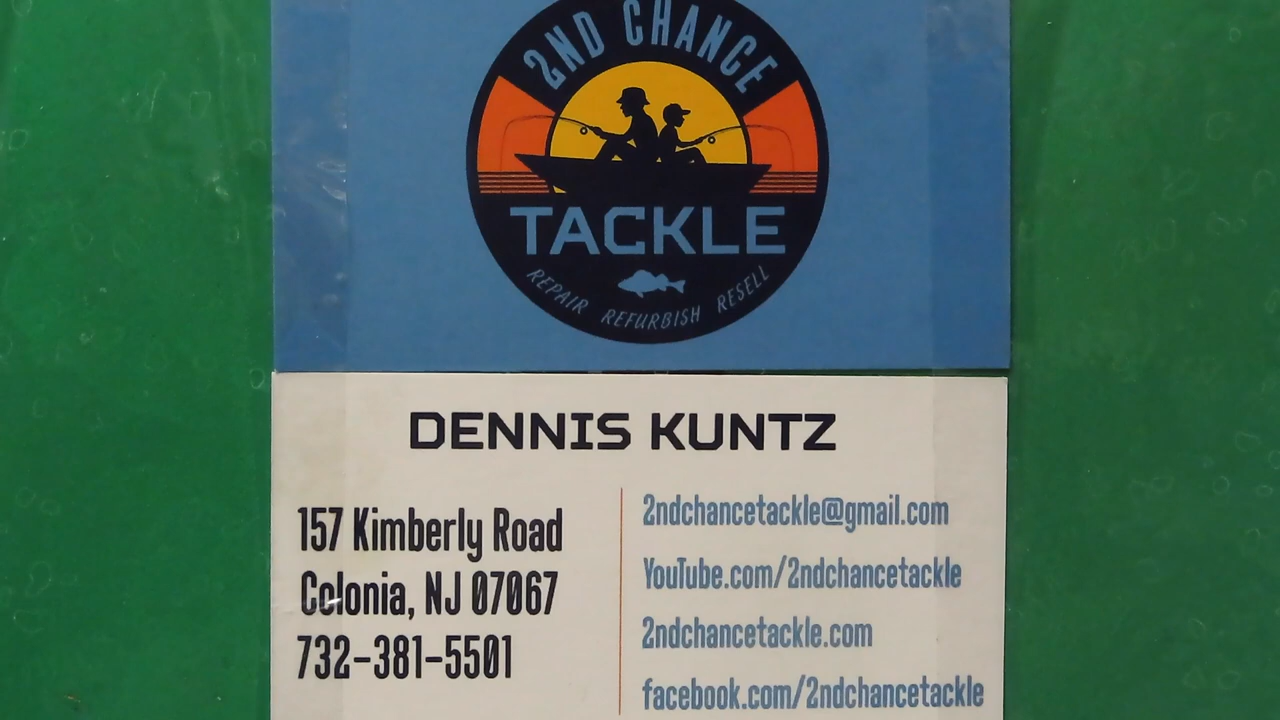 2ND CHANCE
TACKLE
REPAIR REFURBISH RESELL
DENNIS KUNTZ
157 Kimberly Road
Colonia, NJ 07067
732-381-5501
2ndchancetackle@gmail.com
YouTube.com/2ndchancetackle
2ndchancetackle.com
facebook.com/2ndchancetackle